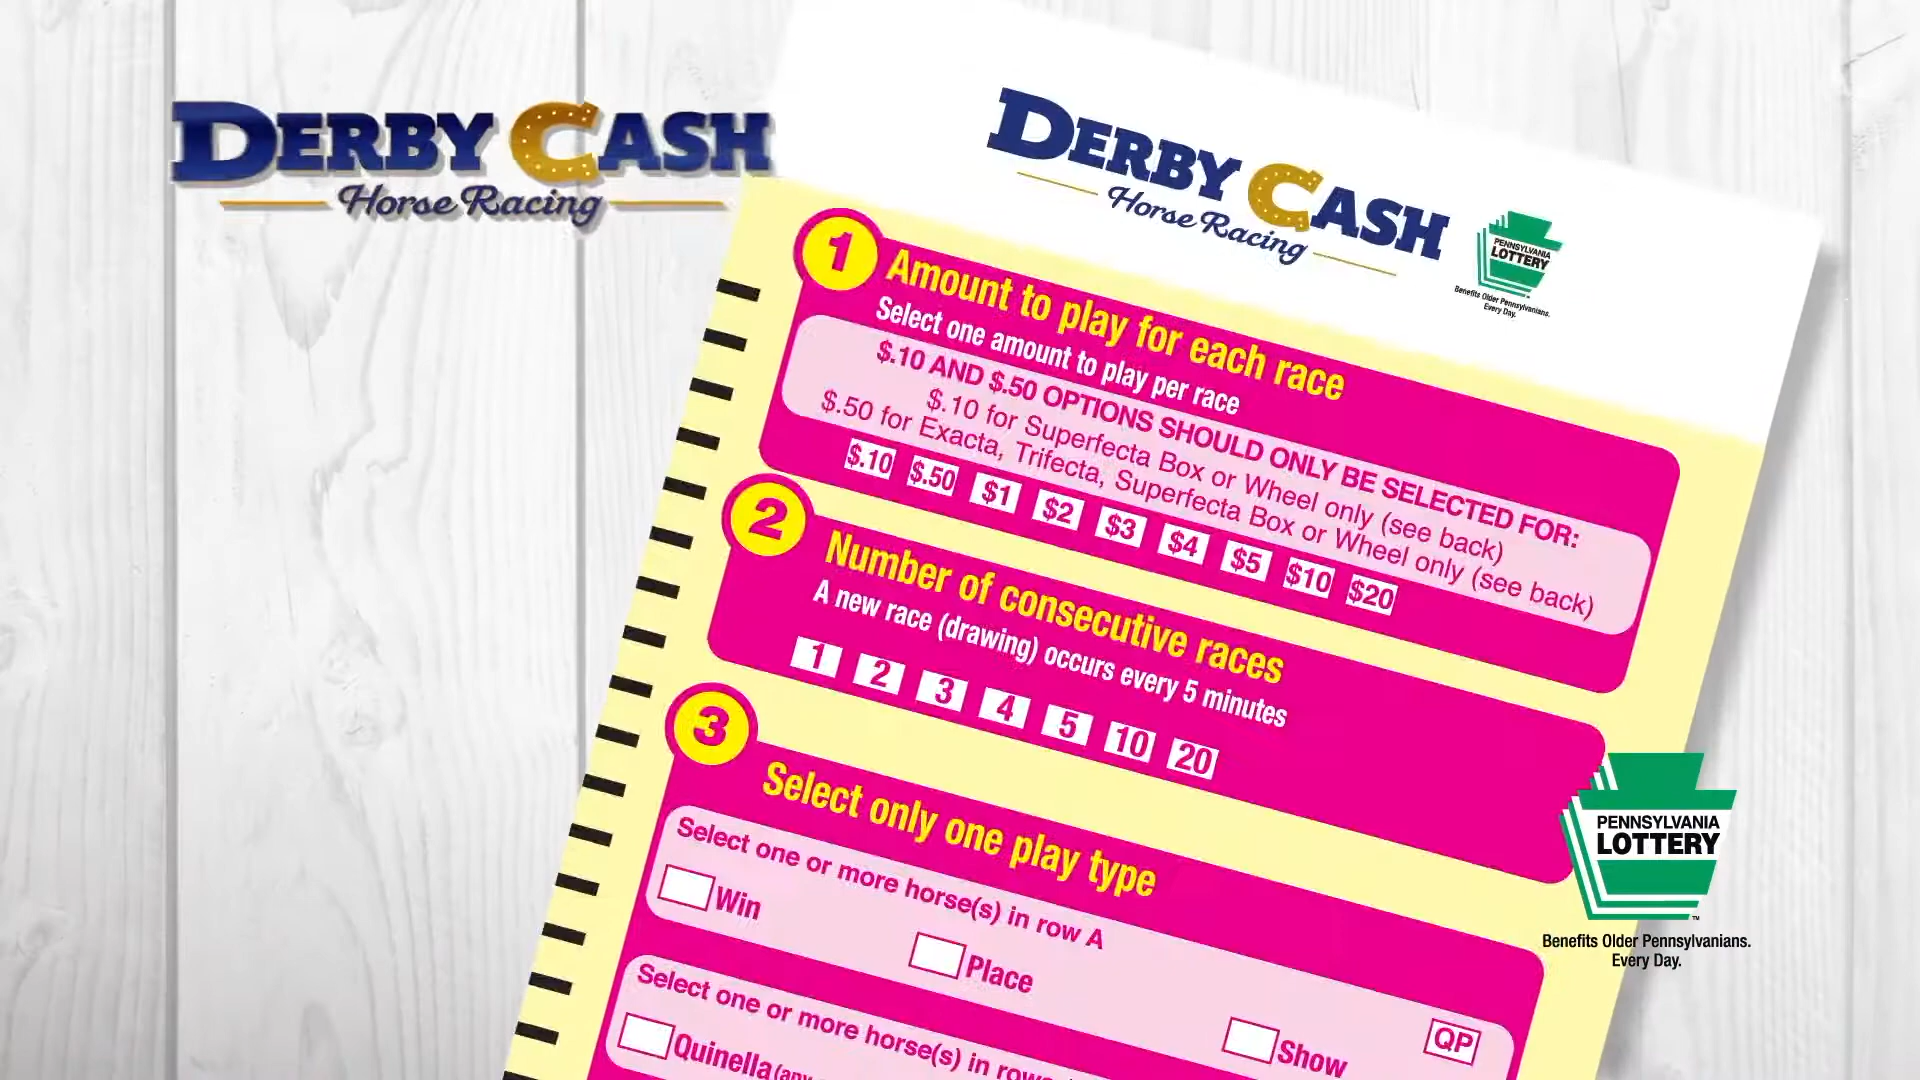 DERBY CASH
Horse Racing
DERBY CASH
Horse Racing
PENNSYLVANIA
LOTTERY
Benefits Older Pennsylvanians.
Every Day.
1
Amount to play for each race
Select one amount to play per race
$.10 AND $.50 OPTIONS SHOULD ONLY BE SELECTED FOR:
$.10 for Superfecta Box or Wheel only (see back)
$.50 for Exacta, Trifecta, Superfecta Box or Wheel only (see back)
$.10 $.50 $1 $2 $3 $4 $5 $10 $20
2
Number of consecutive races
A new race (drawing) occurs every 5 minutes
1 2 3 4 5 10 20
3
Select only one play type
Select one or more horse(s) in row A
Win Place Show QP
Select one or more horse(s) in
Quinella
PENNSYLVANIA
LOTTERY
TM
Benefits Older Pennsylvanians.
Every Day.